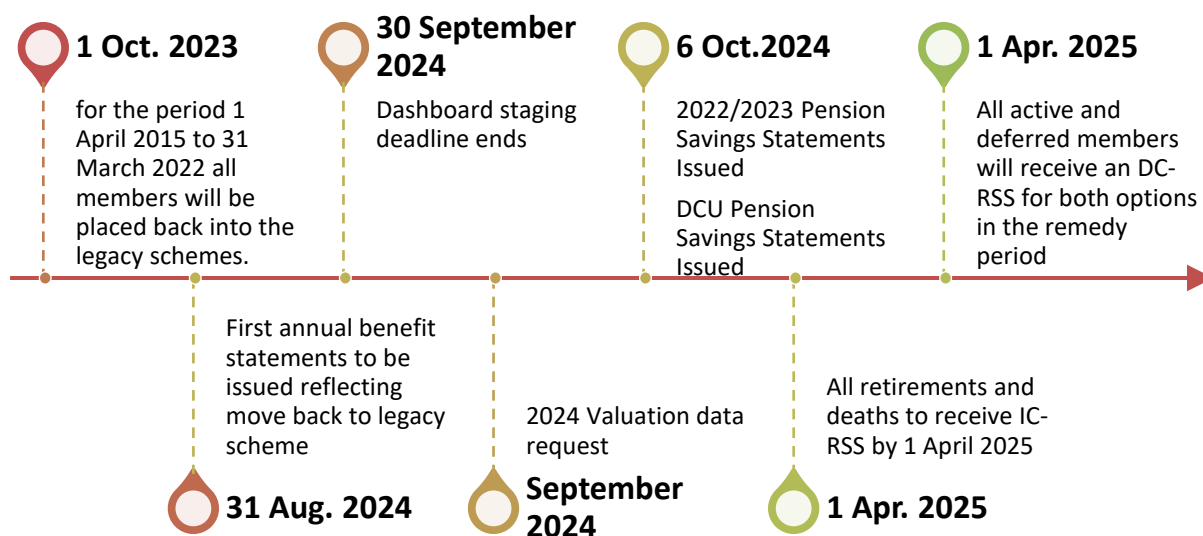 1 Oct. 2023
for the period 1
April 2015 to 31
March 2022 all
members will be
placed back into the
legacy schemes.
30 September
2024
Dashboard staging
deadline ends
6 Oct.2024
2022/2023 Pension
Savings Statements
Issued
DCU Pension
Savings Statements
Issued
1 Apr. 2025
All active and
deferred members
will receive an DC-
RSS for both options
in the remedy
period
First annual benefit
statements to be
issued reflecting
move back to legacy
scheme
31 Aug. 2024
2024 Valuation data
request
September
2024
All retirements and
deaths to receive IC-
RSS by 1 April 2025
1 Apr. 2025